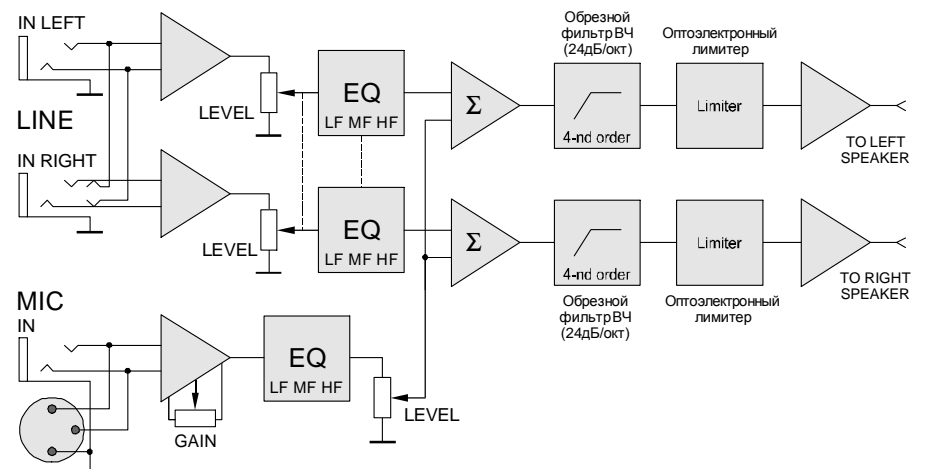 IN LEFT
LINE
LEVEL
EQ
LF MF HF
Σ
Обрезной
фильтр ВЧ
(24дБ/окт)
4-nd order
Оптоэлектронный
лимитер
Limiter
TO LEFT
SPEAKER
IN RIGHT
LEVEL
EQ
LF MF HF
Σ
4-nd order
Обрезной
фильтр ВЧ
(24дБ/окт)
Limiter
Оптоэлектронный
лимитер
TO RIGHT
SPEAKER
MIC
IN
GAIN
EQ
LF MF HF
LEVEL